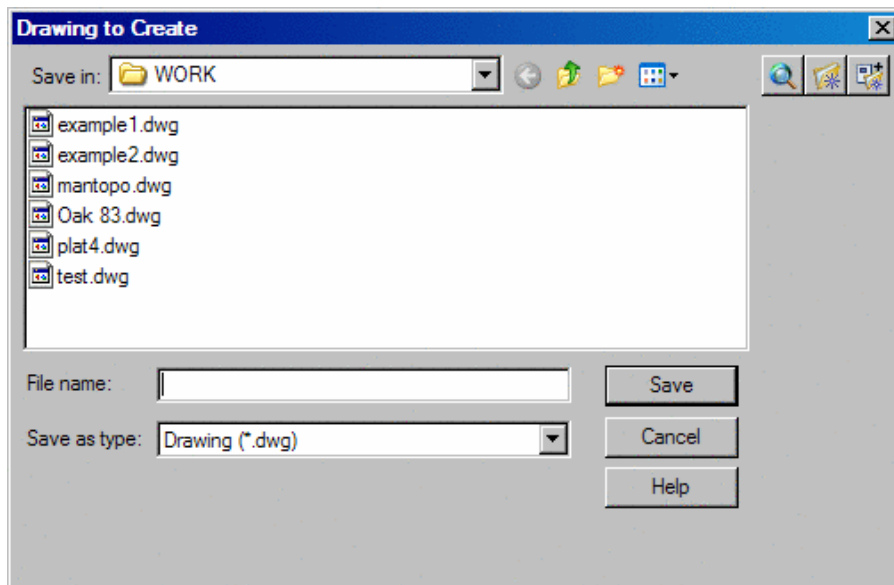 Drawing to Create
Save in: WORK
example1.dwg
example2.dwg
mantopo.dwg
Oak 83.dwg
plat4.dwg
test.dwg
File name: Save
Save as type: Drawing (*.dwg) Cancel
Help